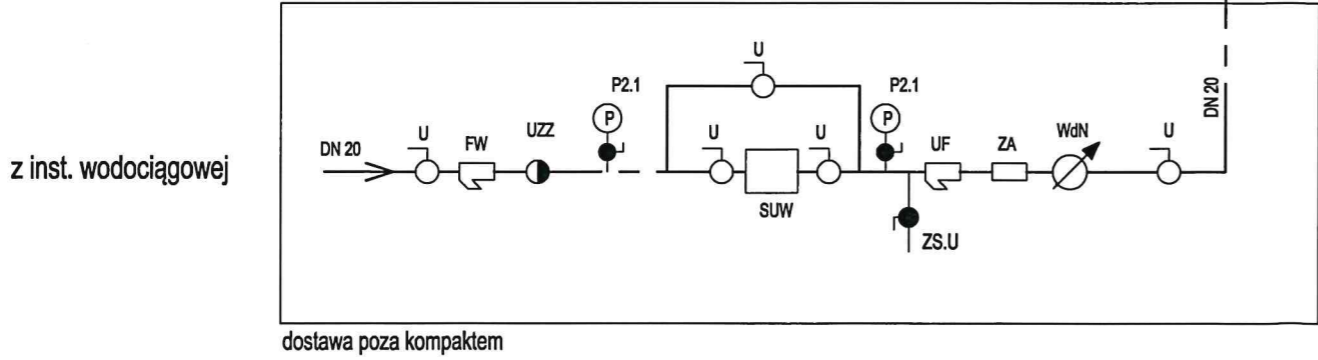 z inst. wodociągowej
DN 20
U
FW
UZZ
P2.1
P
U
U
SUW
U
P2.1
P
ZS.U
UF
ZA
WdN
U
DN 20
dostawa poza kompaktem